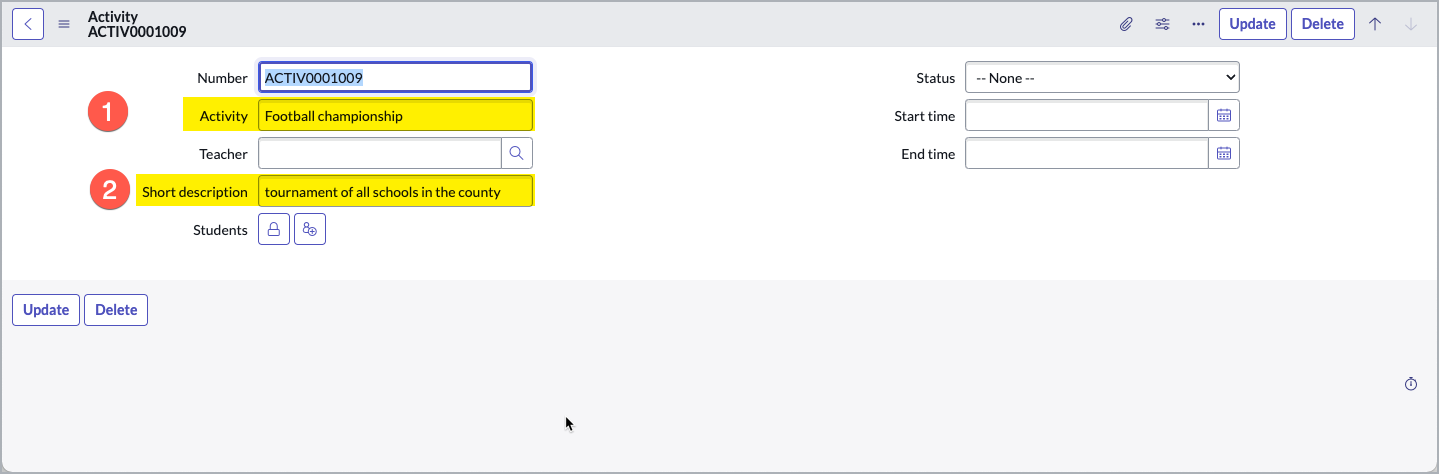 Activity
ACTIV0001009
Update
Delete
Number
ACTIV0001009
Status
-- None --
1
Activity
Football championship
Start time
Teacher
End time
2
Short description
tournament of all schools in the county
Students
Update
Delete